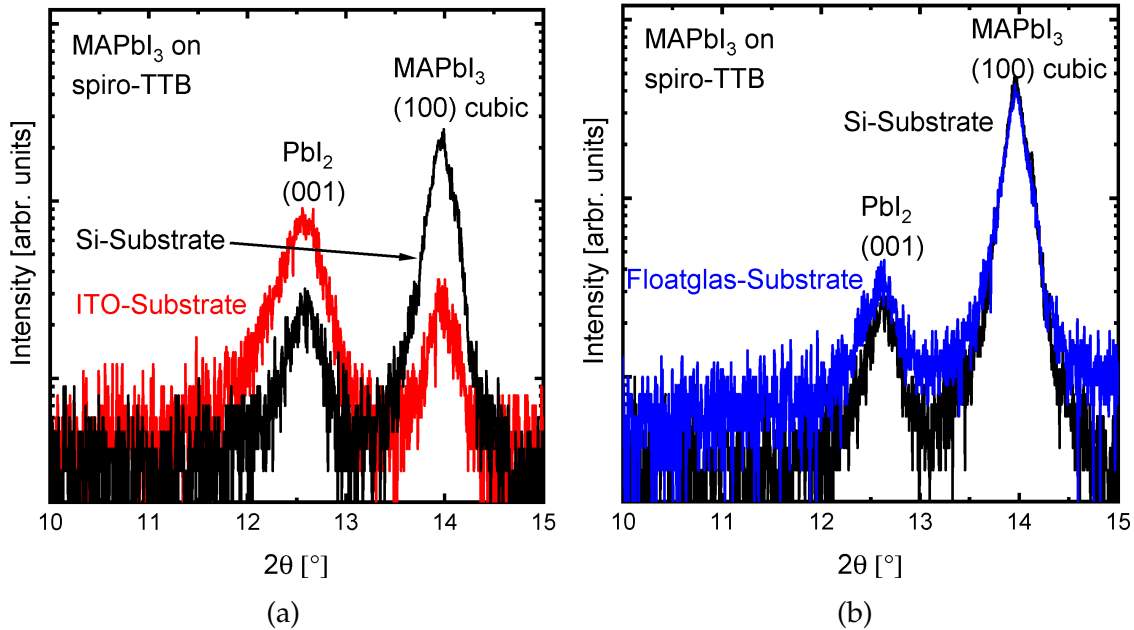 MAPbI₃ on
spiro-TTB
MAPbI₃
(100) cubic
PbI₂
(001)
Si-Substrate
ITO-Substrate
Intensity [arbr. units]
10 11 12 13 14 15
2θ [°]
(a)
MAPbI₃ on
spiro-TTB
MAPbI₃
(100) cubic
Si-Substrate
PbI₂
(001)
Floatglas-Substrate
Intensity [arbr. units]
10 11 12 13 14 15
2θ [°]
(b)